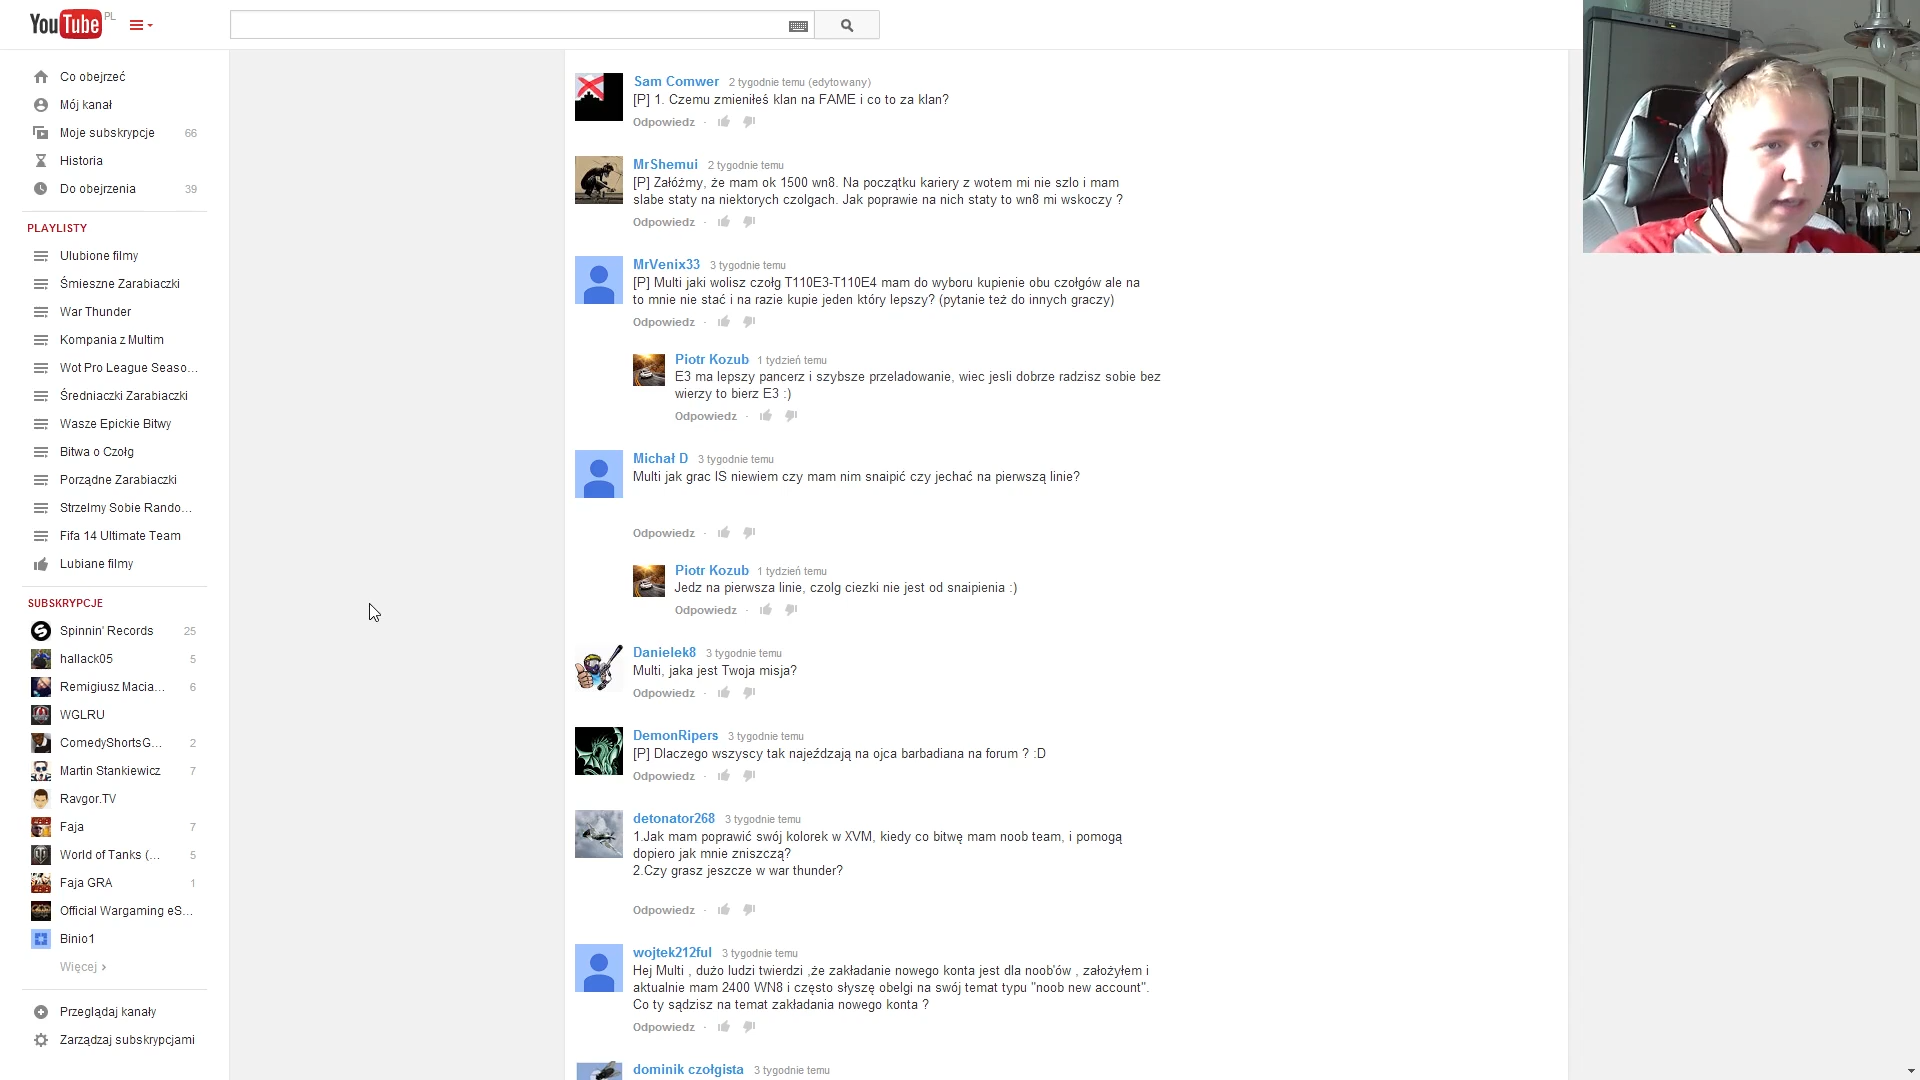 YouTube PL
Co obejrzeć
Mój kanał
Moje subskrypcje 66
Historia
Do obejrzenia 39
PLAYLISTY
Ulubione filmy
Śmieszne Zarabiaczki
War Thunder
Kompania z Multim
Wot Pro League Seaso...
Średniaczki Zarabiaczki
Wasze Epickie Bitwy
Bitwa o Czołg
Porządne Zarabiaczki
Strzelmy Sobie Rando...
Fifa 14 Ultimate Team
Lubiane filmy
SUBSKRYPCJE
Spinnin' Records 25
hallack05 5
Remigiusz Macia... 6
WGLRU
ComedyShortsG... 2
Martin Stankiewicz 7
Ravgor.TV
Faja 7
World of Tanks (... 5
Faja GRA 1
Official Wargaming eS...
Binio1
Więcej ›
Przeglądaj kanały
Zarządzaj subskrypcjami
Sam Comwer 2 tygodnie temu (edytowany)
[P] 1. Czemu zmieniłeś klan na FAME i co to za klan?
Odpowiedz ·
MrShemui 2 tygodnie temu
[P] Załóżmy, że mam ok 1500 wn8. Na początku kariery z wotem mi nie szlo i mam
slabe staty na niektorych czolgach. Jak poprawie na nich staty to wn8 mi wskoczy ?
Odpowiedz ·
MrVenix33 3 tygodnie temu
[P] Multi jaki wolisz czołg T110E3-T110E4 mam do wyboru kupienie obu czołgów ale na
to mnie nie stać i na razie kupie jeden który lepszy? (pytanie też do innych graczy)
Odpowiedz ·
Piotr Kozub 1 tydzień temu
E3 ma lepszy pancerz i szybsze przeladowanie, wiec jesli dobrze radzisz sobie bez
wierzy to bierz E3 :)
Odpowiedz ·
Michał D 3 tygodnie temu
Multi jak grac IS niewiem czy mam nim snaipić czy jechać na pierwszą linie?
Odpowiedz ·
Piotr Kozub 1 tydzień temu
Jedz na pierwsza linie, czolg ciezki nie jest od snaipienia :)
Odpowiedz ·
Danielek8 3 tygodnie temu
Multi, jaka jest Twoja misja?
Odpowiedz ·
DemonRipers 3 tygodnie temu
[P] Dlaczego wszyscy tak najeźdzają na ojca barbadiana na forum ? :D
Odpowiedz ·
detonator268 3 tygodnie temu
1.Jak mam poprawić swój kolorek w XVM, kiedy co bitwę mam noob team, i pomogą
dopiero jak mnie zniszczą?
2.Czy grasz jeszcze w war thunder?
Odpowiedz ·
wojtek212ful 3 tygodnie temu
Hej Multi , dużo ludzi twierdzi ,że zakładanie nowego konta jest dla noob'ów , założyłem i
aktualnie mam 2400 WN8 i często słyszę obelgi na swój temat typu "noob new account".
Co ty sądzisz na temat zakładania nowego konta ?
Odpowiedz ·
dominik czołgista 3 tygodnie temu